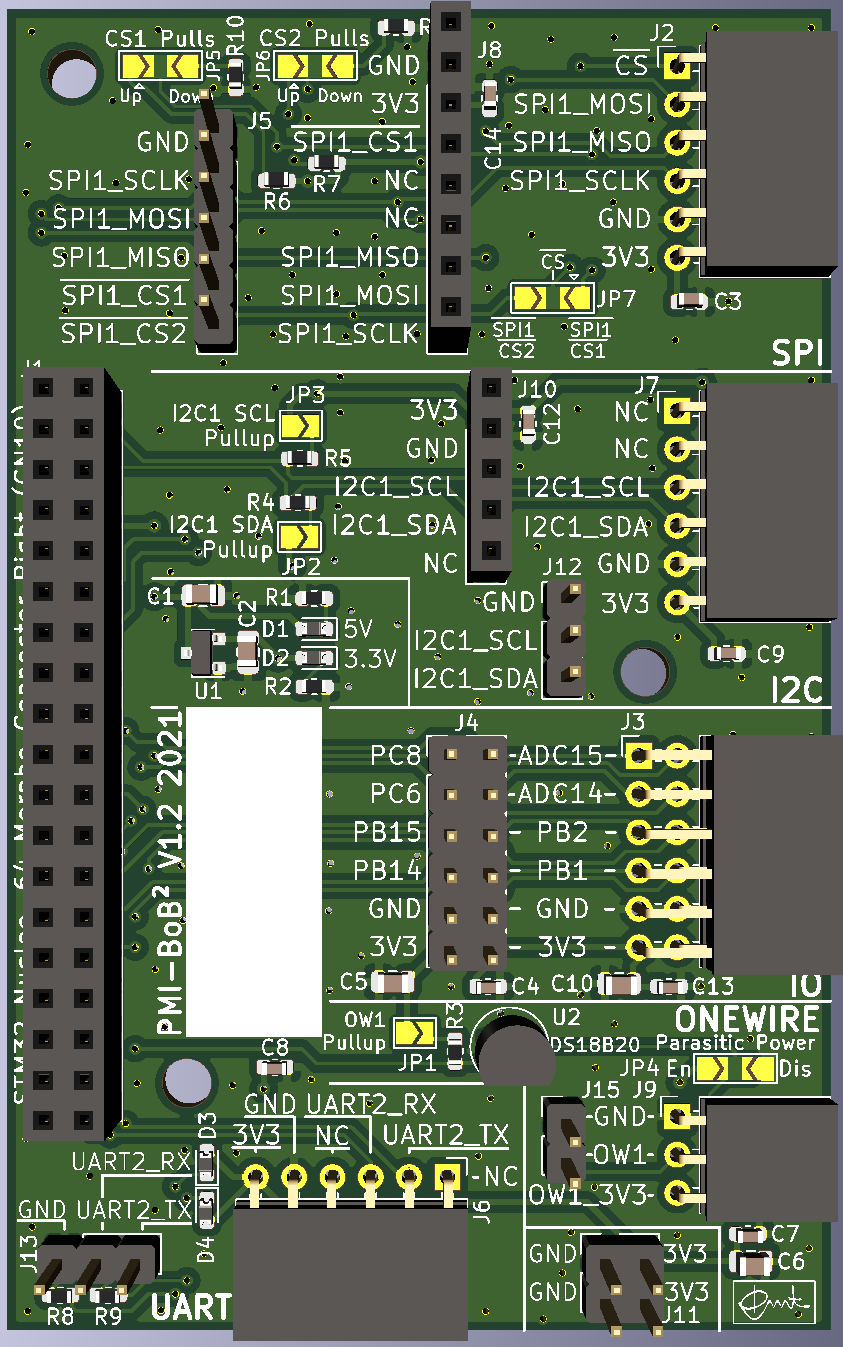 CS1 Pulls
CS2 Pulls
JP5
R10
JP6
Up Down
Up Down
GND
3V3
SPI1_CS1
NC
NC
SPI1_MISO
SPI1_MOSI
SPI1_SCLK
J8
C14
J5
GND
SPI1_SCLK
SPI1_MOSI
SPI1_MISO
SPI1_CS1
SPI1_CS2
R6
R7
J2
CS
SPI1_MOSI
SPI1_MISO
SPI1_SCLK
GND
3V3
CS
JP7
SPI1 SPI1
CS2 CS1
C3
SPI
JP3
I2C1 SCL
Pullup
R5
R4
I2C1 SDA
Pullup
JP2
3V3
GND
I2C1_SCL
I2C1_SDA
NC
J10
C12
J7
NC
NC
I2C1_SCL
I2C1_SDA
GND
3V3
J12
GND
I2C1_SCL
I2C1_SDA
C9
I2C
C1
C2
U1
R1
D1 5V
D2 3.3V
R2
PMI-BoB² V1.2 2021
J4
PC8
PC6
PB15
PB14
GND
3V3
J3
-ADC15-
-ADC14-
- PB2 -
- PB1 -
- GND -
- 3V3 -
C5
C4
C10
C13
IO
OW1
Pullup
JP1
R3
U2
DS18B20
ONEWIRE
Parasitic Power
JP4 En Dis
C8
J15
J9
-GND-
-OW1-
OW1_3V3-
GND UART2_RX
3V3 NC UART2_TX
-NC
J6
D3
UART2_RX
GND UART2_TX
D4
J13
R8 R9
UART
GND 3V3
GND 3V3
J11
C7
C6